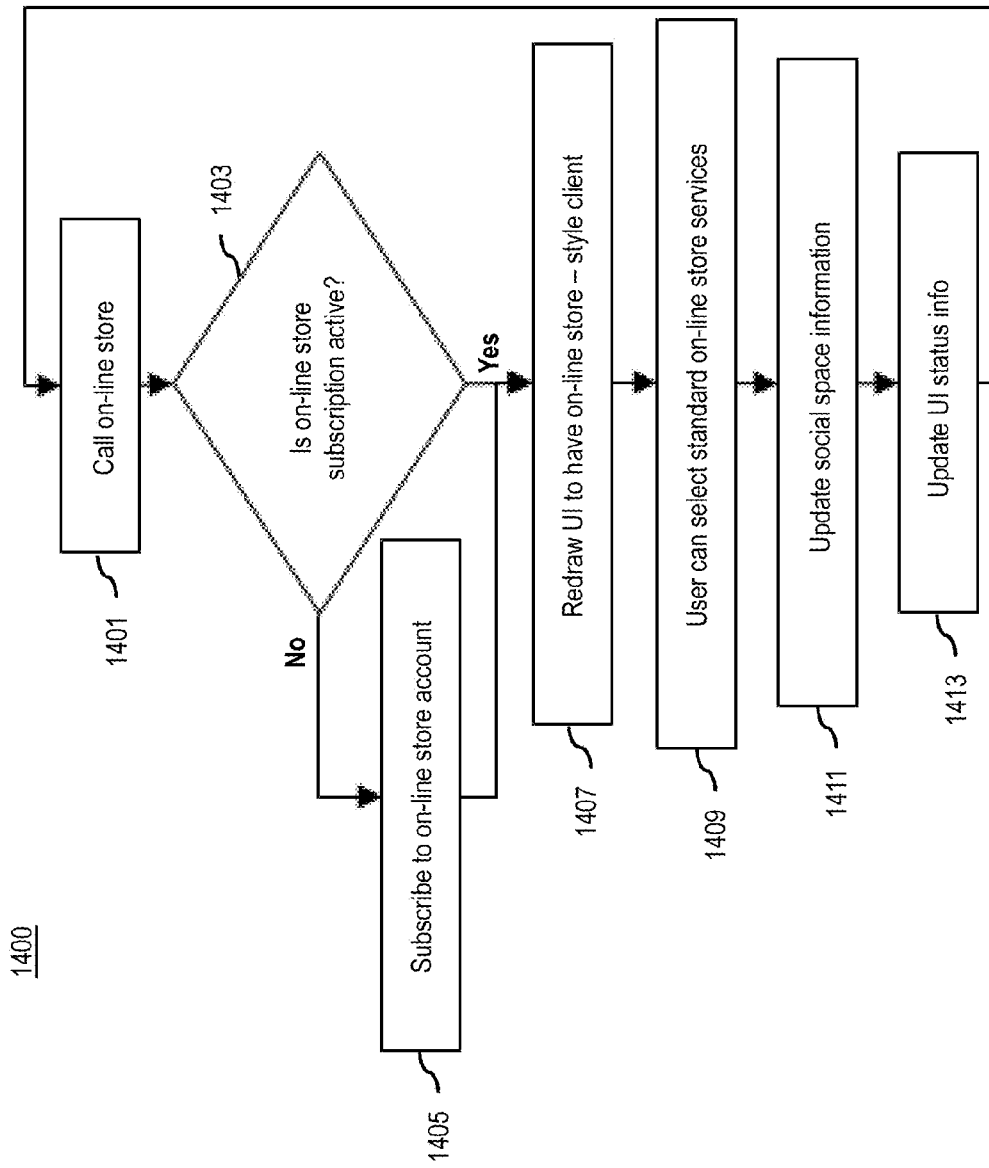 1400
Call on-line store
1401
Is on-line store
subscription active?
1403
No
Yes
Subscribe to on-line store account
1405
Redraw UI to have on-line store – style client
1407
User can select standard on-line store services
1409
Update social space information
1411
Update UI status info
1413